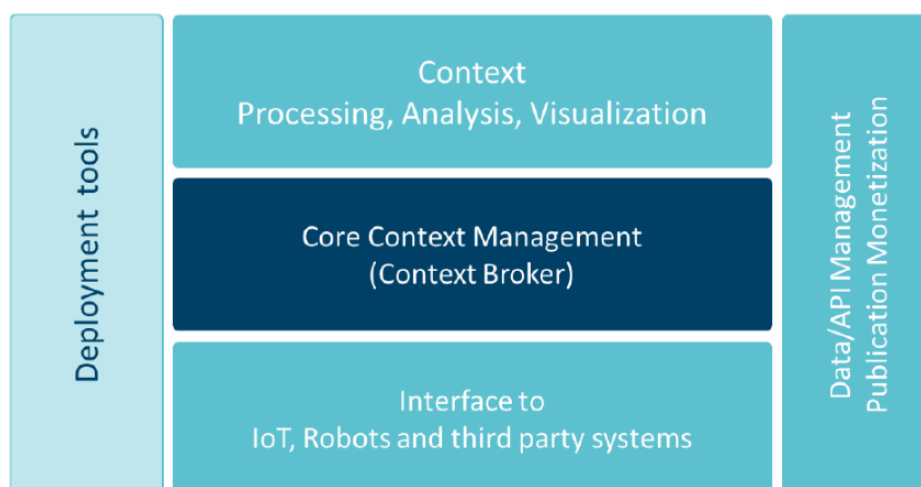 Deployment tools
Context
Processing, Analysis, Visualization
Core Context Management
(Context Broker)
Interface to
IoT, Robots and third party systems
Data/API Management
Publication Monetization